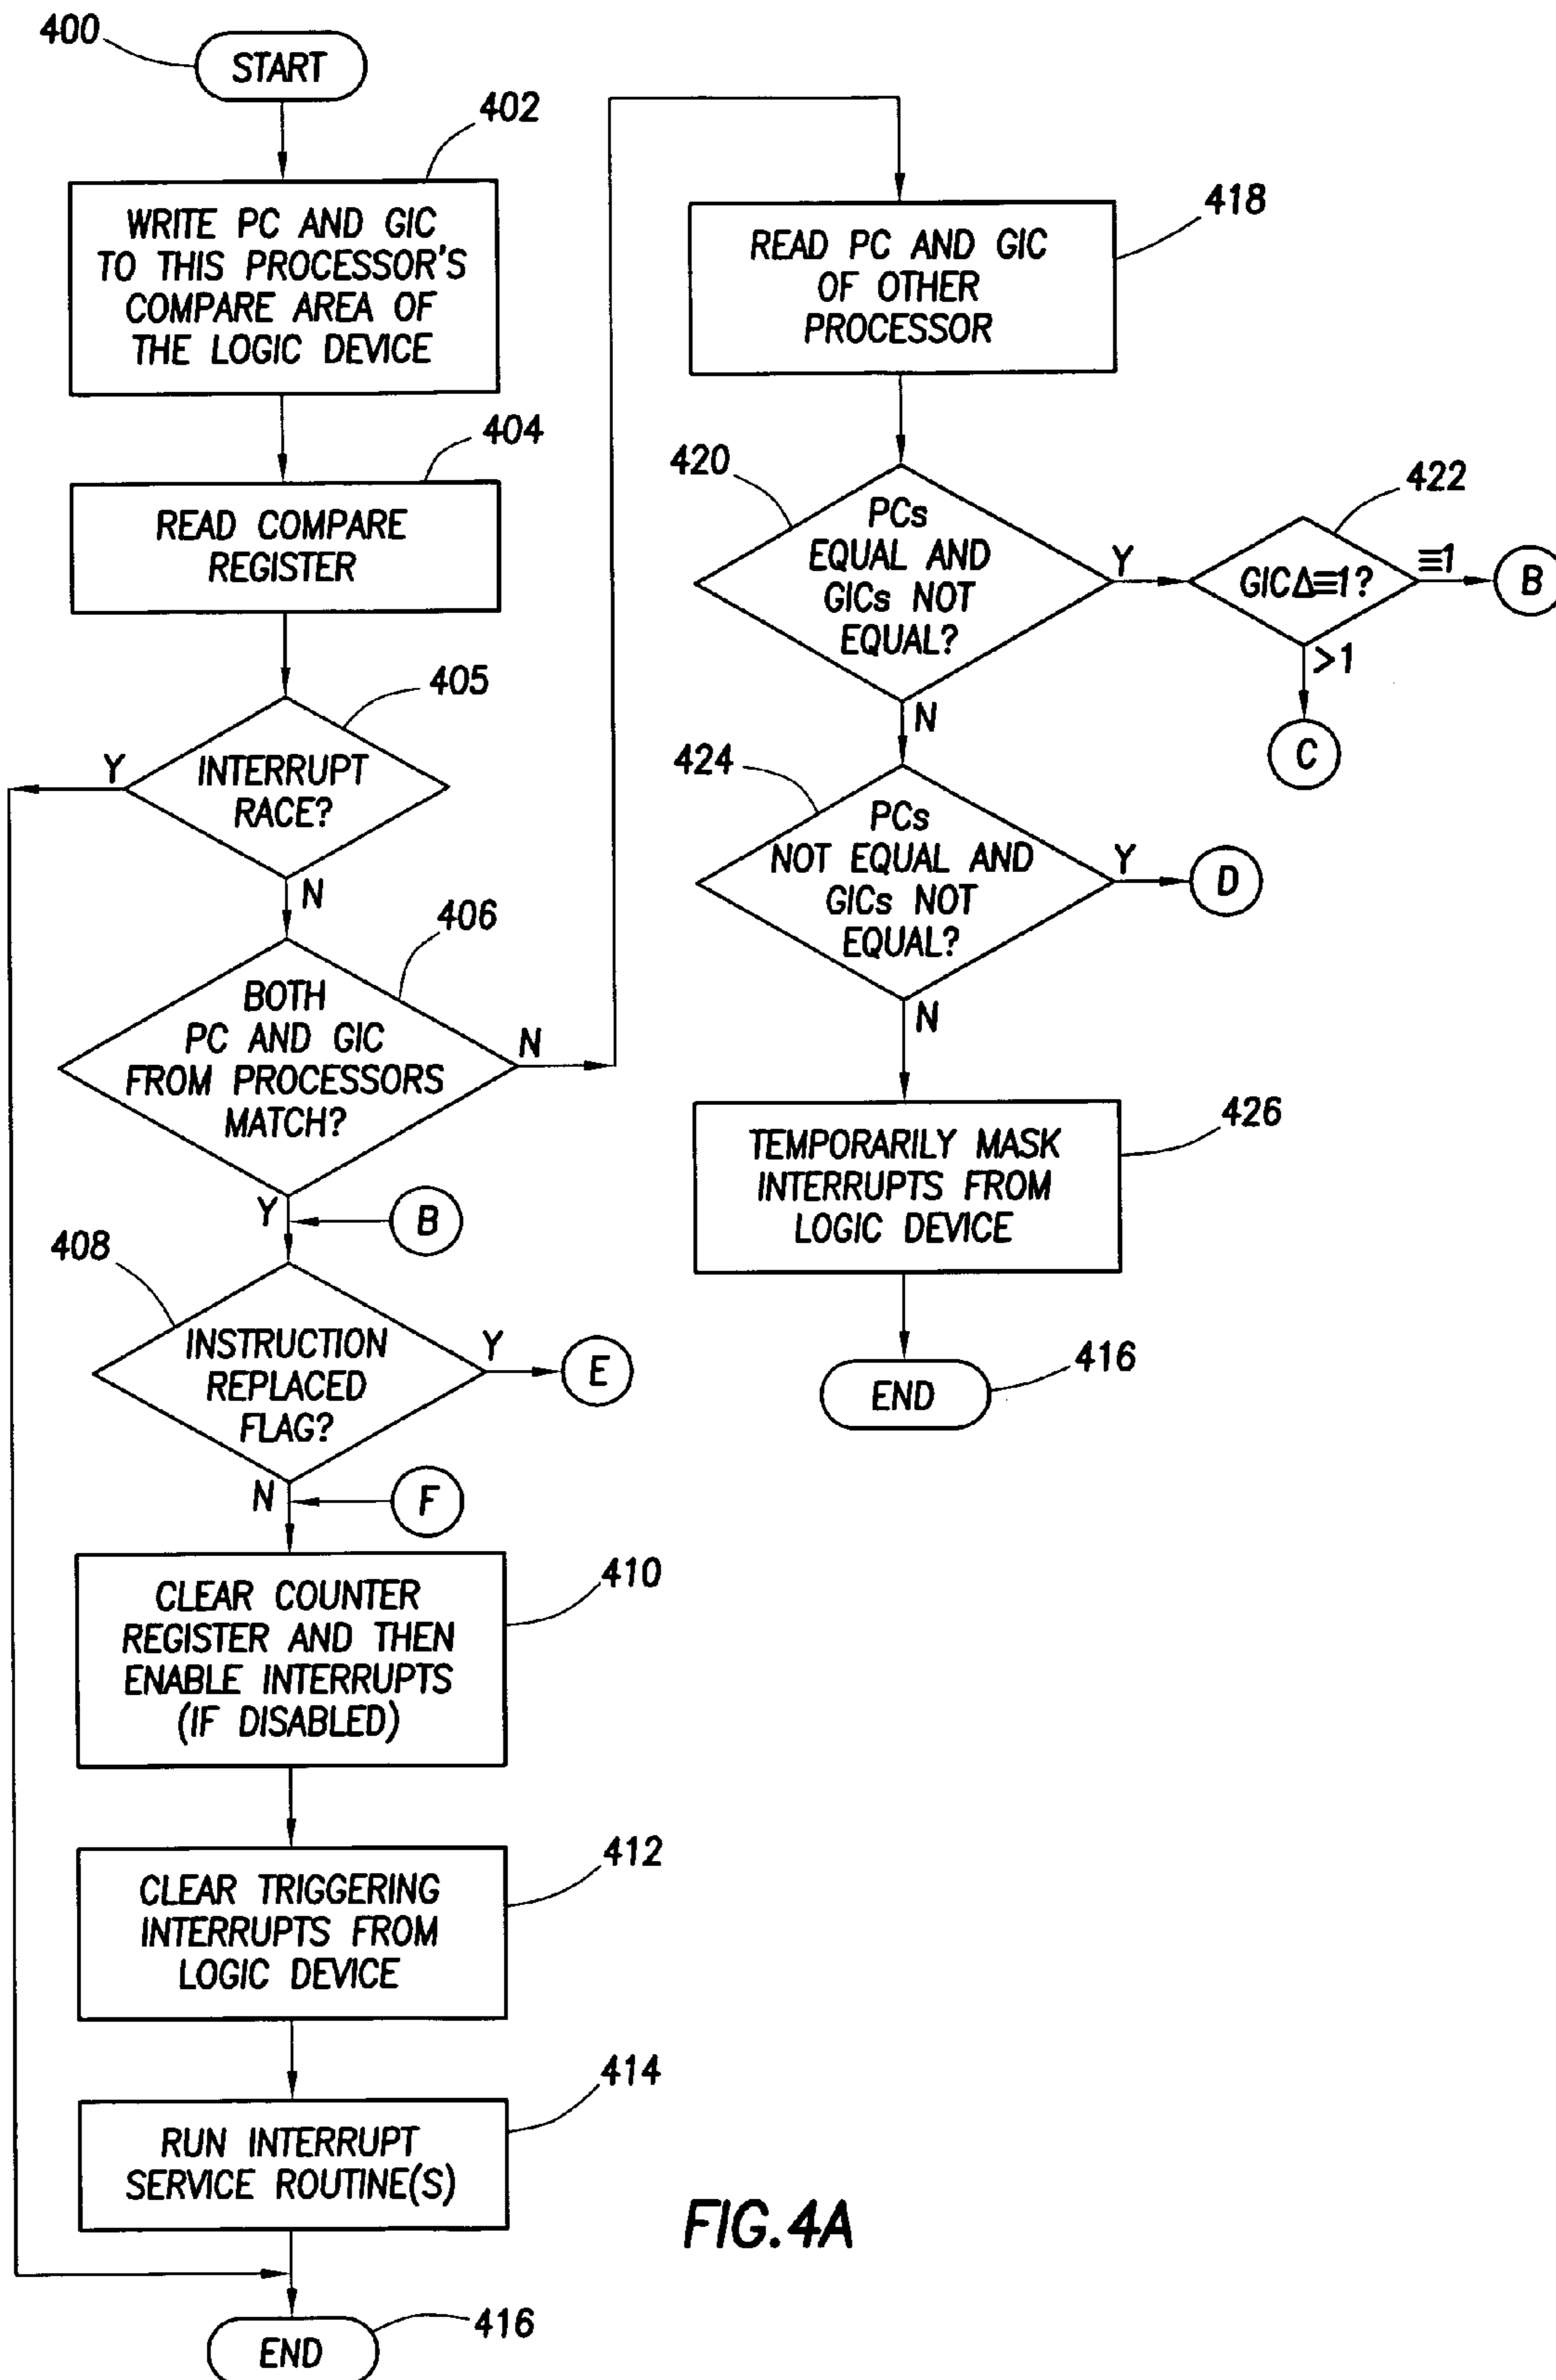 400
START
402
WRITE PC AND GIC
TO THIS PROCESSOR'S
COMPARE AREA OF
THE LOGIC DEVICE
404
READ COMPARE
REGISTER
405
INTERRUPT
RACE?
Y
N
406
BOTH
PC AND GIC
FROM PROCESSORS
MATCH?
N
Y
B
408
INSTRUCTION
REPLACED
FLAG?
Y
E
N
F
410
CLEAR COUNTER
REGISTER AND THEN
ENABLE INTERRUPTS
(IF DISABLED)
412
CLEAR TRIGGERING
INTERRUPTS FROM
LOGIC DEVICE
414
RUN INTERRUPT
SERVICE ROUTINE(S)
416
END
418
READ PC AND GIC
OF OTHER
PROCESSOR
420
PCs
EQUAL AND
GICs NOT
EQUAL?
Y
422
GICΔ≡1?
≡1
B
>1
C
N
424
PCs
NOT EQUAL AND
GICs NOT
EQUAL?
Y
D
N
426
TEMPORARILY MASK
INTERRUPTS FROM
LOGIC DEVICE
416
END
FIG.4A